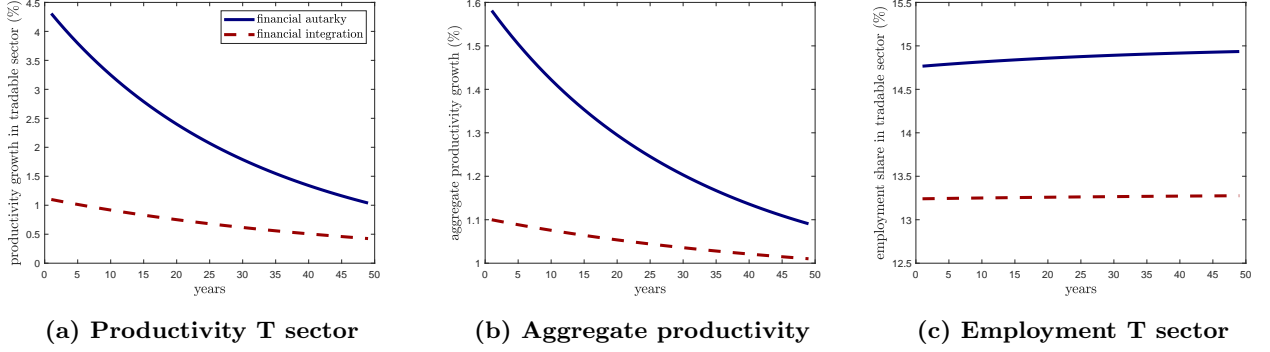 productivity growth in tradable sector (%)
4.5
4
3.5
3
2.5
2
1.5
1
0.5
0
0 5 10 15 20 25 30 35 40 45 50
years
financial autarky
financial integration
(a) Productivity T sector
aggregate productivity growth (%)
1.6
1.5
1.4
1.3
1.2
1.1
1
0 5 10 15 20 25 30 35 40 45 50
years
(b) Aggregate productivity
employment share in tradable sector (%)
15.5
15
14.5
14
13.5
13
12.5
0 5 10 15 20 25 30 35 40 45 50
years
(c) Employment T sector